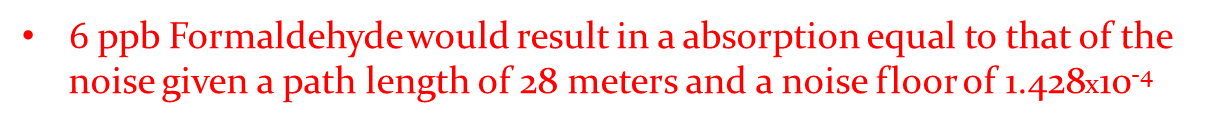 • 6 ppb Formaldehyde would result in a absorption equal to that of the
noise given a path length of 28 meters and a noise floor of 1.428x10⁻⁴